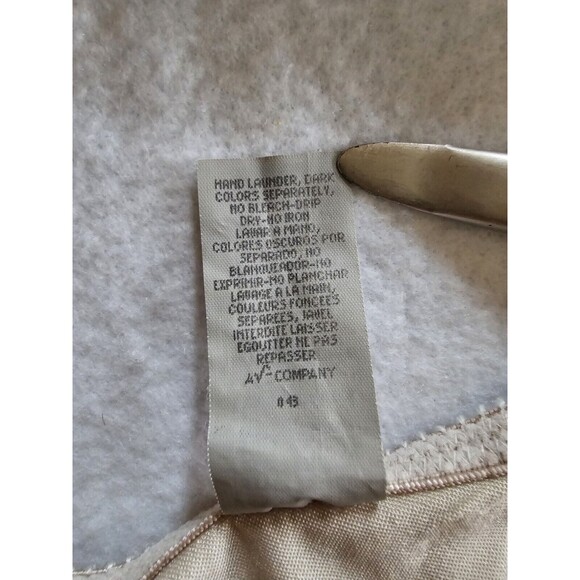 HAND LAUNDER, DARK
COLORS SEPARATELY,
NO BLEACH-DRIP
DRY-NO IRON
LAVAR A MANO,
COLORES OSCUROS POR
SEPARADO, NO
BLANQUEADOR-NO
EXPRIMIR-NO PLANCHAR
LAVAGE A LA MAIN,
COULEURS FONCEES
SEPAREES, JAVEL
INTERDITE LAISSER
EGOUTTER NE PAS
REPASSER
COMPANY
043